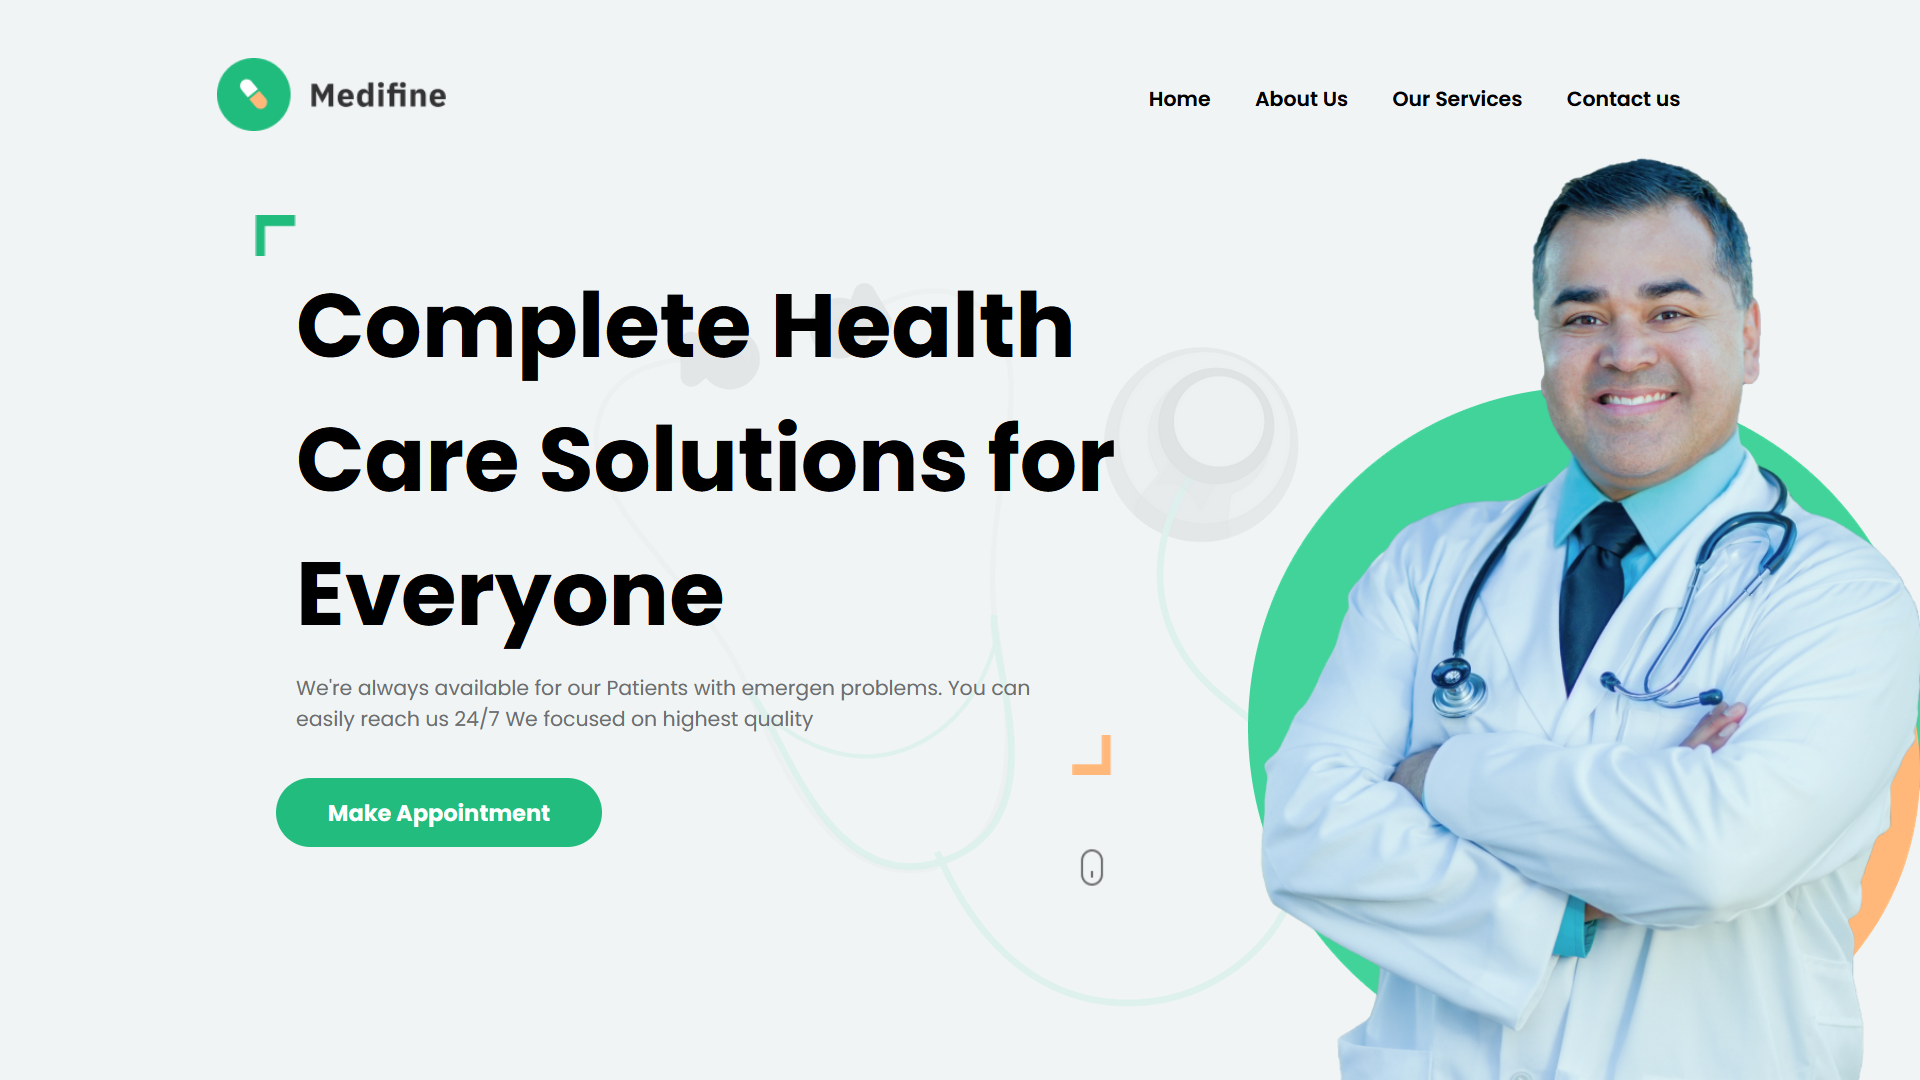 Medifine
Home About Us Our Services Contact us
Complete Health
Care Solutions for
Everyone
We're always available for our Patients with emergen problems. You can
easily reach us 24/7 We focused on highest quality
Make Appointment